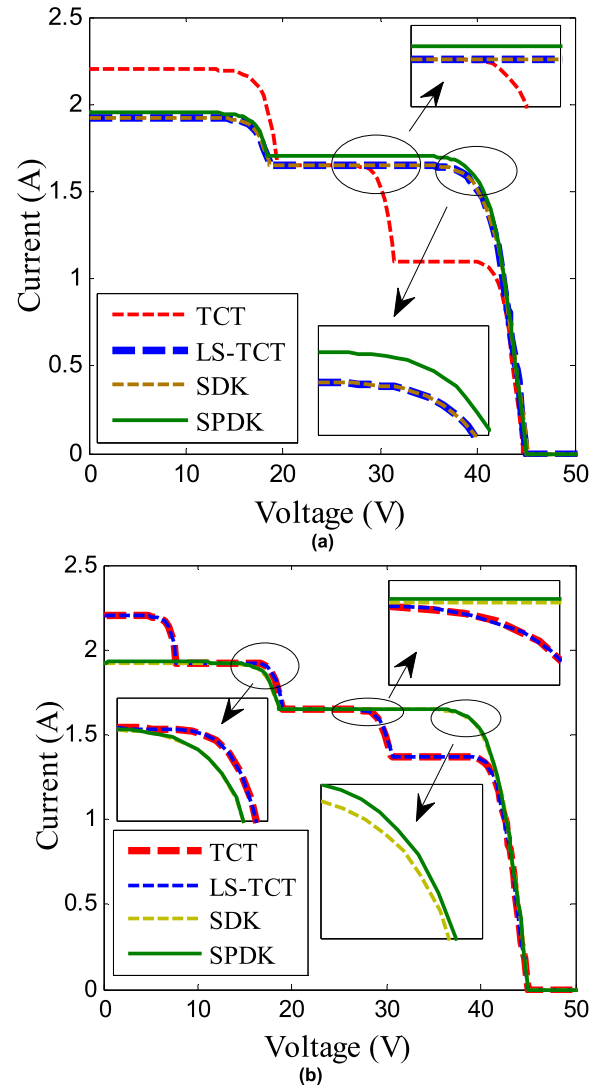 2.5
2
1.5
1
0.5
0
Current (A)
TCT
LS-TCT
SDK
SPDK
0 10 20 30 40 50
Voltage (V)
(a)
2.5
2
1.5
1
0.5
0
Current (A)
TCT
LS-TCT
SDK
SPDK
0 10 20 30 40 50
Voltage (V)
(b)